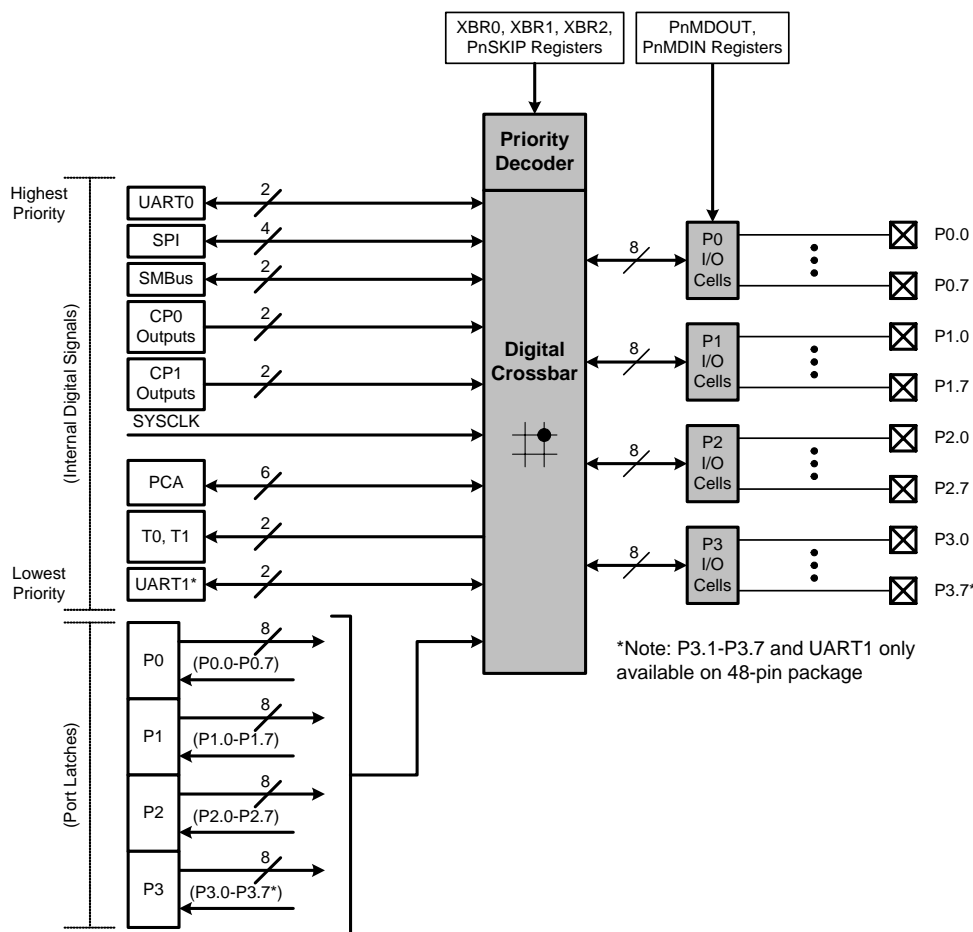 XBR0, XBR1, XBR2,
PnSKIP Registers
PnMDOUT,
PnMDIN Registers
Priority
Decoder
Highest
Priority
(Internal Digital Signals)
Lowest
Priority
UART0
2
SPI
4
SMBus
2
CP0
Outputs
2
CP1
Outputs
2
SYSCLK
PCA
6
T0, T1
2
UART1*
2
Digital
Crossbar
8
P0
I/O
Cells
P0.0
P0.7
8
P1
I/O
Cells
P1.0
P1.7
8
P2
I/O
Cells
P2.0
P2.7
8
P3
I/O
Cells
P3.0
P3.7*
*Note: P3.1-P3.7 and UART1 only
available on 48-pin package
(Port Latches)
P0
8
(P0.0-P0.7)
P1
8
(P1.0-P1.7)
P2
8
(P2.0-P2.7)
P3
8
(P3.0-P3.7*)